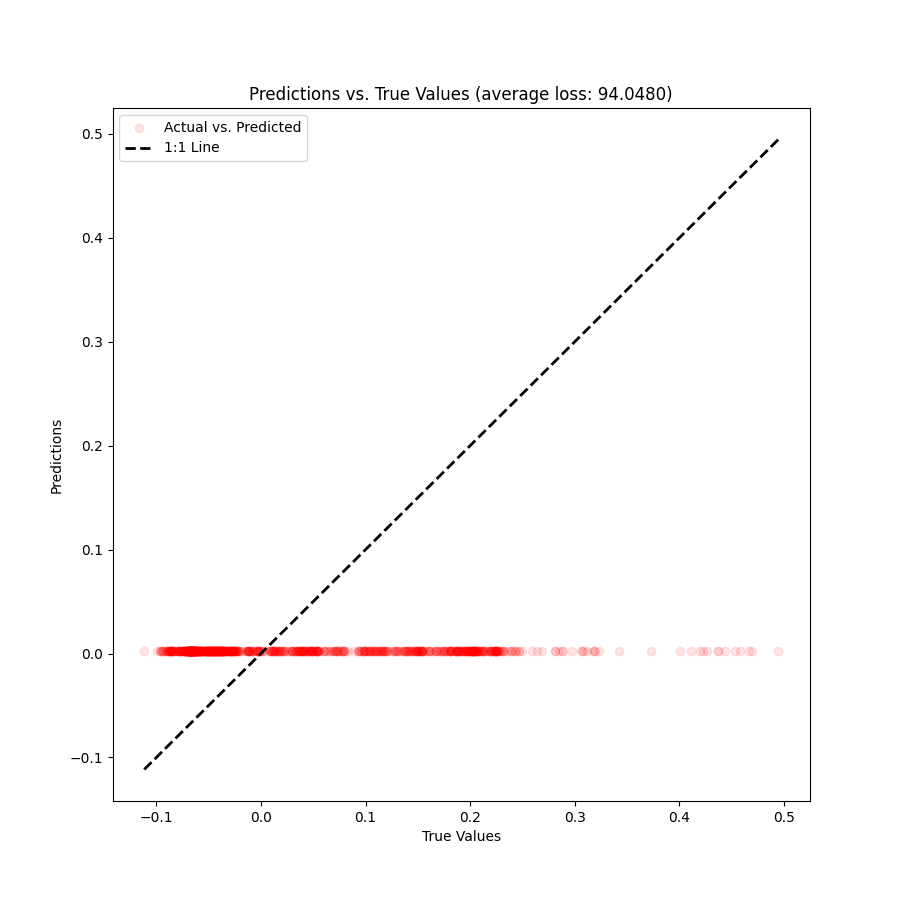 Predictions vs. True Values (average loss: 94.0480)
Actual vs. Predicted
1:1 Line
0.5
0.4
0.3
0.2
0.1
0.0
−0.1
Predictions
−0.1 0.0 0.1 0.2 0.3 0.4 0.5
True Values